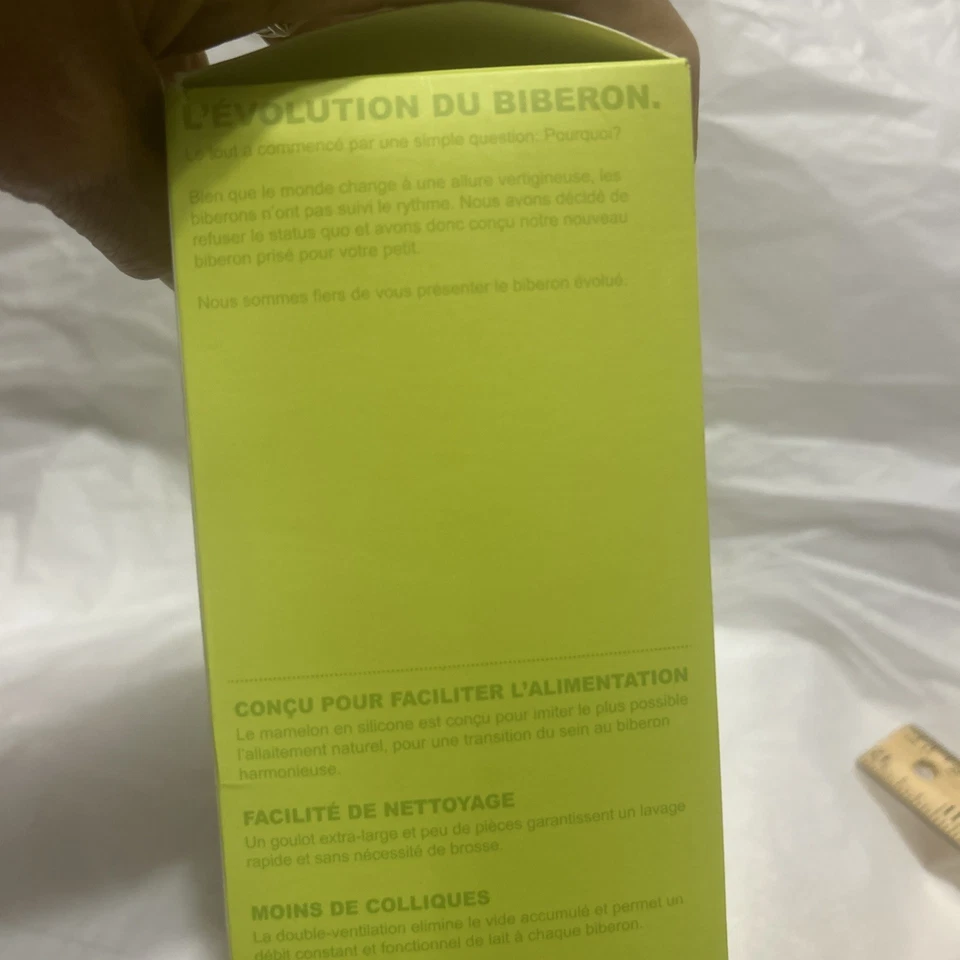 L'ÉVOLUTION DU BIBERON.
Le tout a commencé par une simple question. Pourquoi?
Bien que le monde change à une allure vertigineuse, les
biberons n'ont pas suivi le rythme. Nous avons décidé de
refuser le status quo et avons donc conçu notre nouveau
biberon prisé pour votre petit.
Nous sommes fiers de vous présenter le biberon évolué.
CONÇU POUR FACILITER L'ALIMENTATION
Le mamelon en silicone est conçu pour imiter le plus possible
l'allaitement naturel, pour une transition du sein au biberon
harmonieuse.
FACILITÉ DE NETTOYAGE
Un goulot extra-large et peu de pièces garantissent un lavage
rapide et sans nécessité de brosse.
MOINS DE COLLIQUES
La double-ventilation elimine le vide accumulé et permet un
débit constant et fonctionnel de lait à chaque biberon.